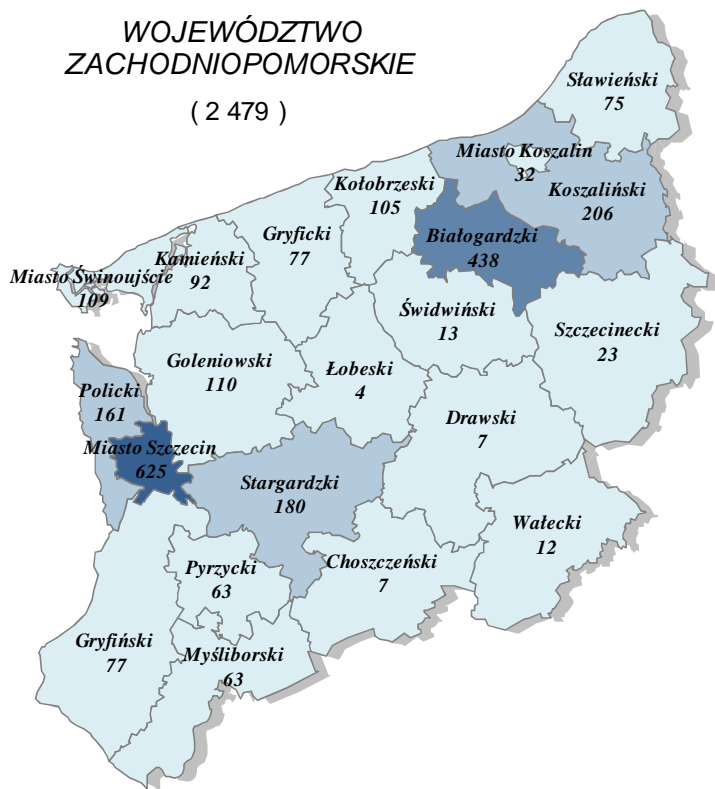 WOJEWÓDZTWO
ZACHODNIOPOMORSKIE
( 2 479 )
Sławieński
75
Miasto Koszalin
32
Koszaliński
206
Kołobrzeski
105
Białogardzki
438
Gryficki
77
Kamieński
92
Miasto Świnoujście
109
Świdwiński
13
Szczecinecki
23
Goleniowski
110
Łobeski
4
Policki
161
Drawski
7
Miasto Szczecin
625
Stargardzki
180
Wałecki
12
Pyrzycki
63
Choszczeński
7
Gryfiński
77
Myśliborski
63